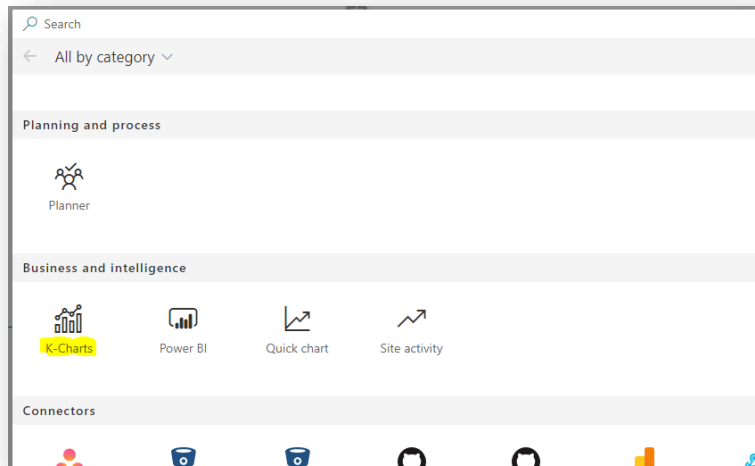 Search
All by category
Planning and process
Planner
Business and intelligence
K-Charts Power BI Quick chart Site activity
Connectors